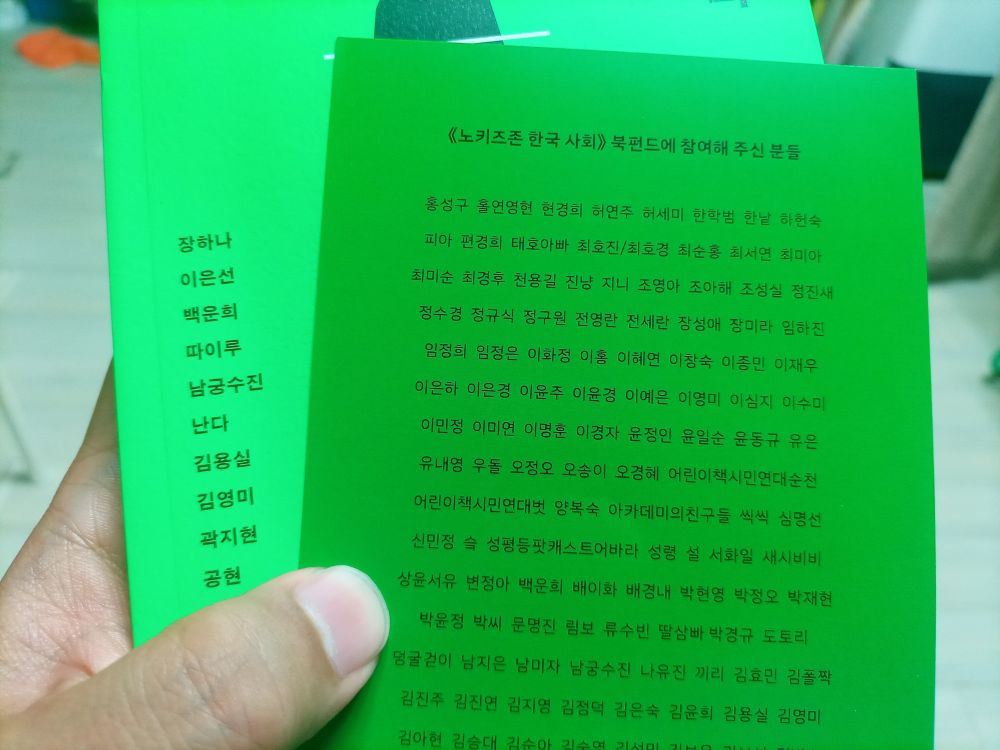 장하나
이은선
백운희
따이루
남궁수진
난다
김용실
김영미
곽지현
공현
《노키즈존 한국 사회》 북펀드에 참여해 주신 분들
홍성구 홀연영현 현경희 허연주 허세미 한학범 한낱 하헌숙
피아 편경희 태호아빠 최호진/최호경 최순홍 최서연 최미아
최미순 최경후 천용길 진냥 지니 조영아 조아해 조성실 정진새
정수경 정규식 정구원 전영란 전세란 장성애 장미라 임하진
임정희 임정은 이화정 이홍 이혜연 이창숙 이종민 이재우
이은하 이은경 이윤주 이윤경 이예은 이영미 이심지 이수미
이민정 이미연 이명훈 이경자 윤정인 윤일순 윤동규 유은
유내영 우돌 오정오 오송이 오경혜 어린이책시민연대순천
어린이책시민연대벗 양복숙 아카데미의친구들 씩씩 심명선
신민정 숲 성평등팟캐스트어바라 성령 설 서화일 새시비비
상윤서유 변정아 백운희 배이화 배경내 박현영 박정오 박재현
박윤정 박씨 문명진 림보 류수빈 딸삼빠 박경규 도토리
덩굴걷이 남지은 남미자 남궁수진 나유진 끼리 김효민 김폴짝
김진주 김진연 김지명 김정덕 김은숙 김윤희 김용실 김영미
김아현 김승대 김순아